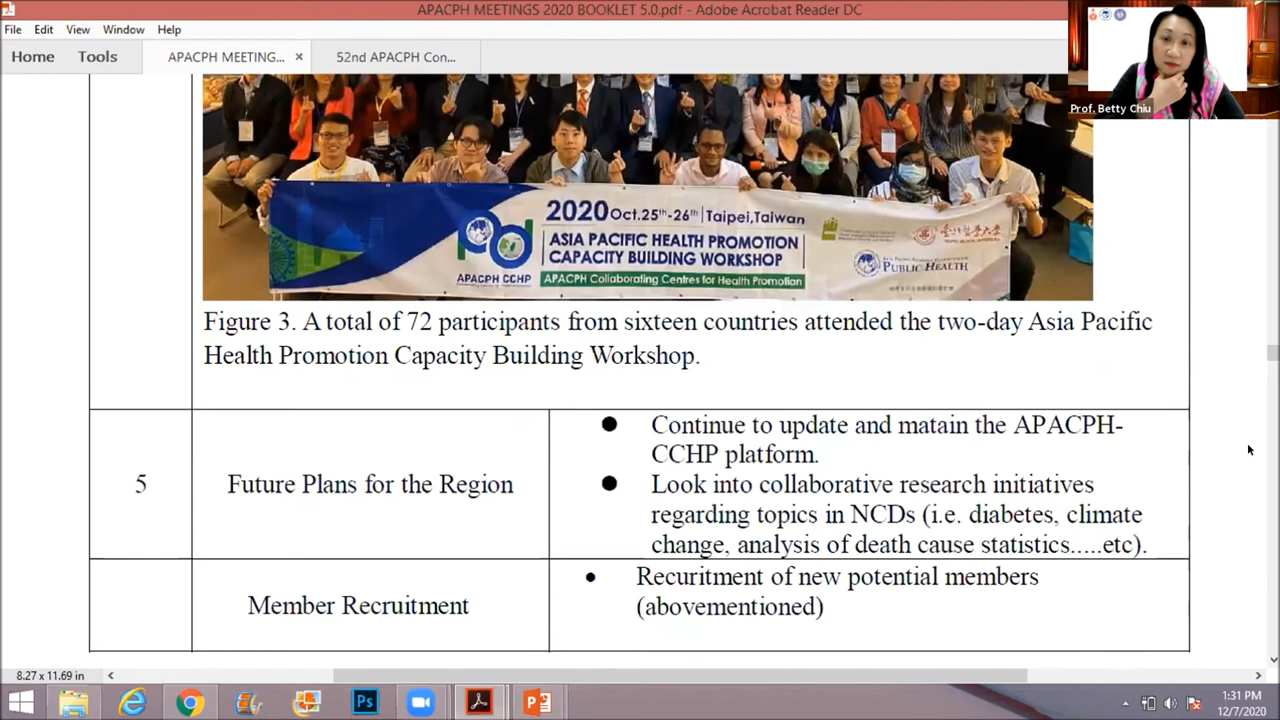 APACPH MEETINGS 2020 BOOKLET 5.0.pdf - Adobe Acrobat Reader DC
File Edit View Window Help
Home Tools APACPH MEETING... × 52nd APACPH Con...
Prof. Betty Chiu
2020 Oct.25th-26th | Taipei,Taiwan
ASIA PACIFIC HEALTH PROMOTION
CAPACITY BUILDING WORKSHOP
APACPH CCHP
APACPH Collaborating Centres for Health Promotion
PUBLIC HEALTH
Figure 3. A total of 72 participants from sixteen countries attended the two-day Asia Pacific
Health Promotion Capacity Building Workshop.
5
Future Plans for the Region
● Continue to update and matain the APACPH-
CCHP platform.
● Look into collaborative research initiatives
regarding topics in NCDs (i.e. diabetes, climate
change, analysis of death cause statistics.....etc).
Member Recruitment
• Recuritment of new potential members
(abovementioned)
8.27 x 11.69 in
Ps
1:31 PM
12/7/2020